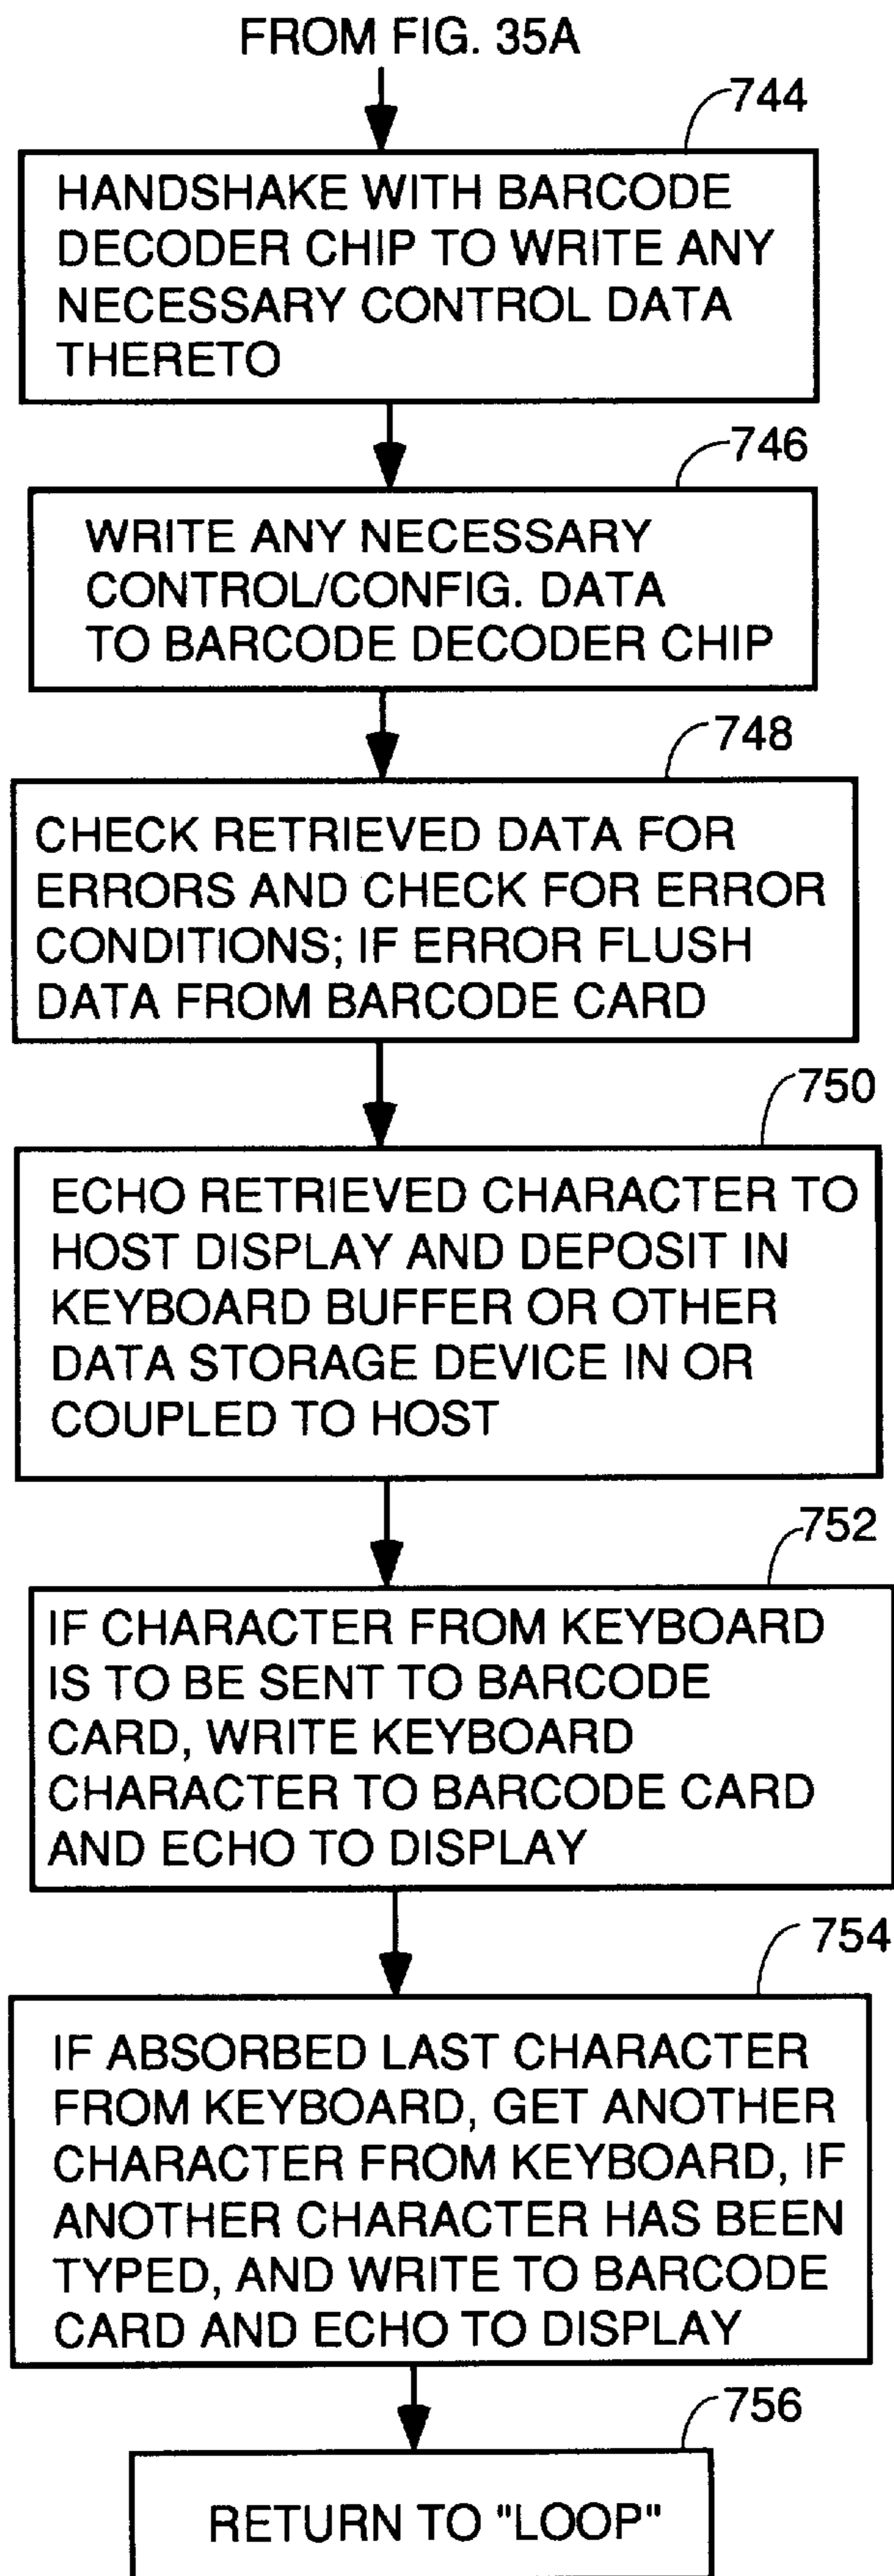 FROM FIG. 35A
744
HANDSHAKE WITH BARCODE
DECODER CHIP TO WRITE ANY
NECESSARY CONTROL DATA
THERETO
746
WRITE ANY NECESSARY
CONTROL/CONFIG. DATA
TO BARCODE DECODER CHIP
748
CHECK RETRIEVED DATA FOR
ERRORS AND CHECK FOR ERROR
CONDITIONS; IF ERROR FLUSH
DATA FROM BARCODE CARD
750
ECHO RETRIEVED CHARACTER TO
HOST DISPLAY AND DEPOSIT IN
KEYBOARD BUFFER OR OTHER
DATA STORAGE DEVICE IN OR
COUPLED TO HOST
752
IF CHARACTER FROM KEYBOARD
IS TO BE SENT TO BARCODE
CARD, WRITE KEYBOARD
CHARACTER TO BARCODE CARD
AND ECHO TO DISPLAY
754
IF ABSORBED LAST CHARACTER
FROM KEYBOARD, GET ANOTHER
CHARACTER FROM KEYBOARD, IF
ANOTHER CHARACTER HAS BEEN
TYPED, AND WRITE TO BARCODE
CARD AND ECHO TO DISPLAY
756
RETURN TO "LOOP"